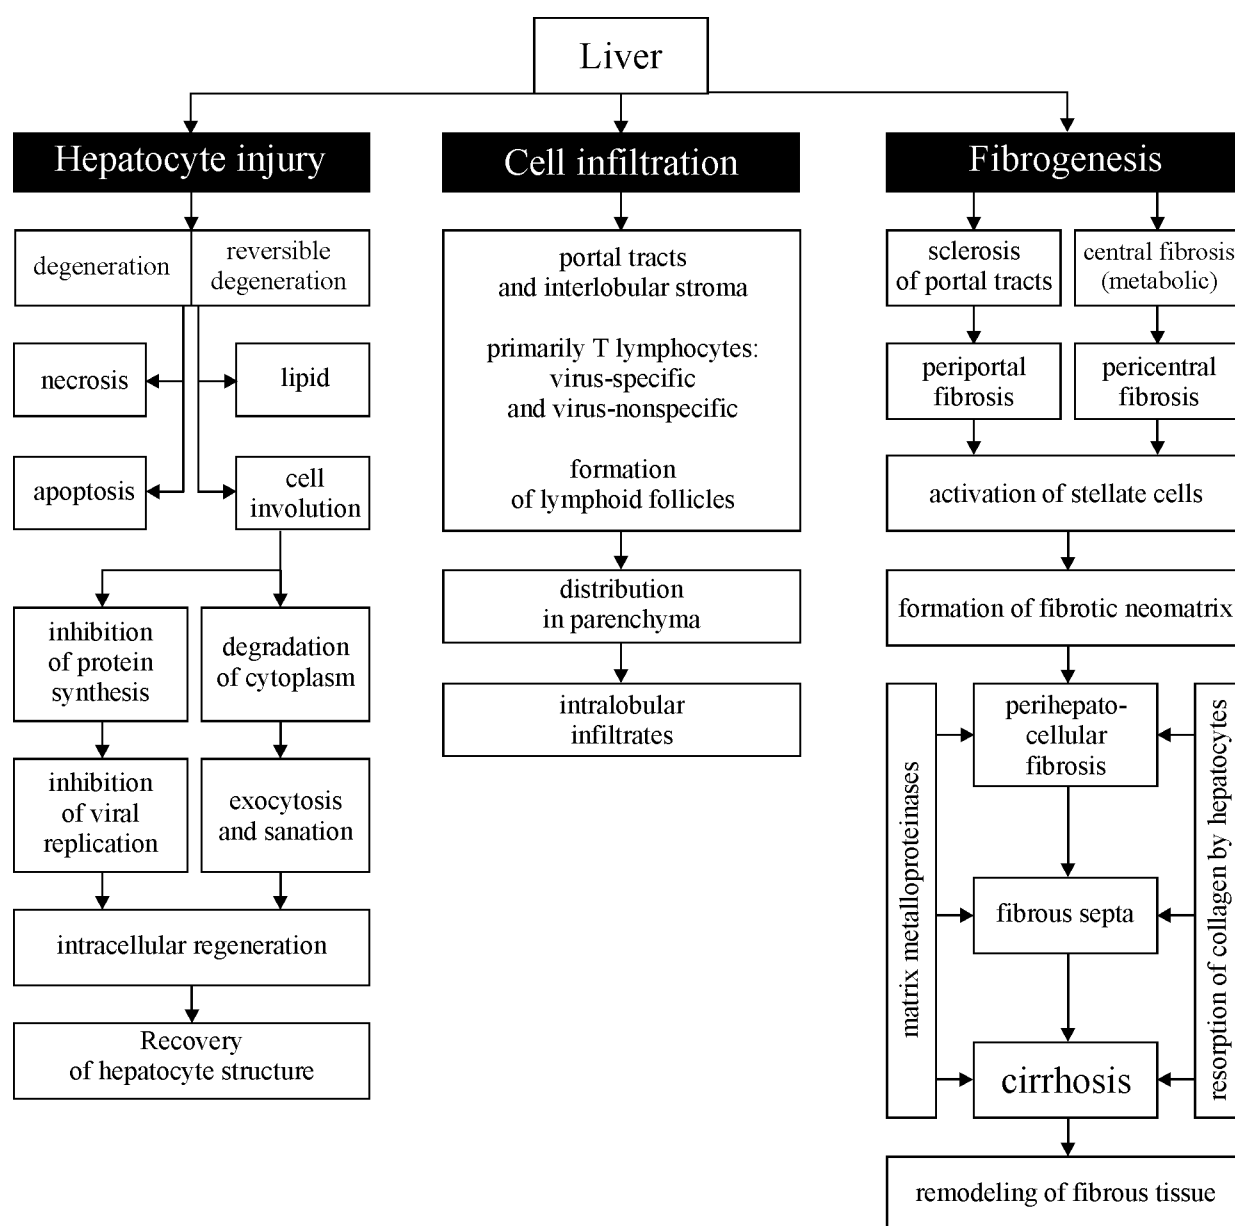 Liver
Hepatocyte injury
degeneration
reversible
degeneration
necrosis
lipid
apoptosis
cell
involution
inhibition
of protein
synthesis
degradation
of cytoplasm
inhibition
of viral
replication
exocytosis
and sanation
intracellular regeneration
Recovery
of hepatocyte structure
Cell infiltration
portal tracts
and interlobular stroma
primarily T lymphocytes:
virus-specific
and virus-nonspecific
formation
of lymphoid follicles
distribution
in parenchyma
intralobular
infiltrates
Fibrogenesis
sclerosis
of portal tracts
central fibrosis
(metabolic)
periportal
fibrosis
pericentral
fibrosis
activation of stellate cells
formation of fibrotic neomatrix
matrix metalloproteinases
perihepato-
cellular
fibrosis
resorption of collagen by hepatocytes
fibrous septa
cirrhosis
remodeling of fibrous tissue